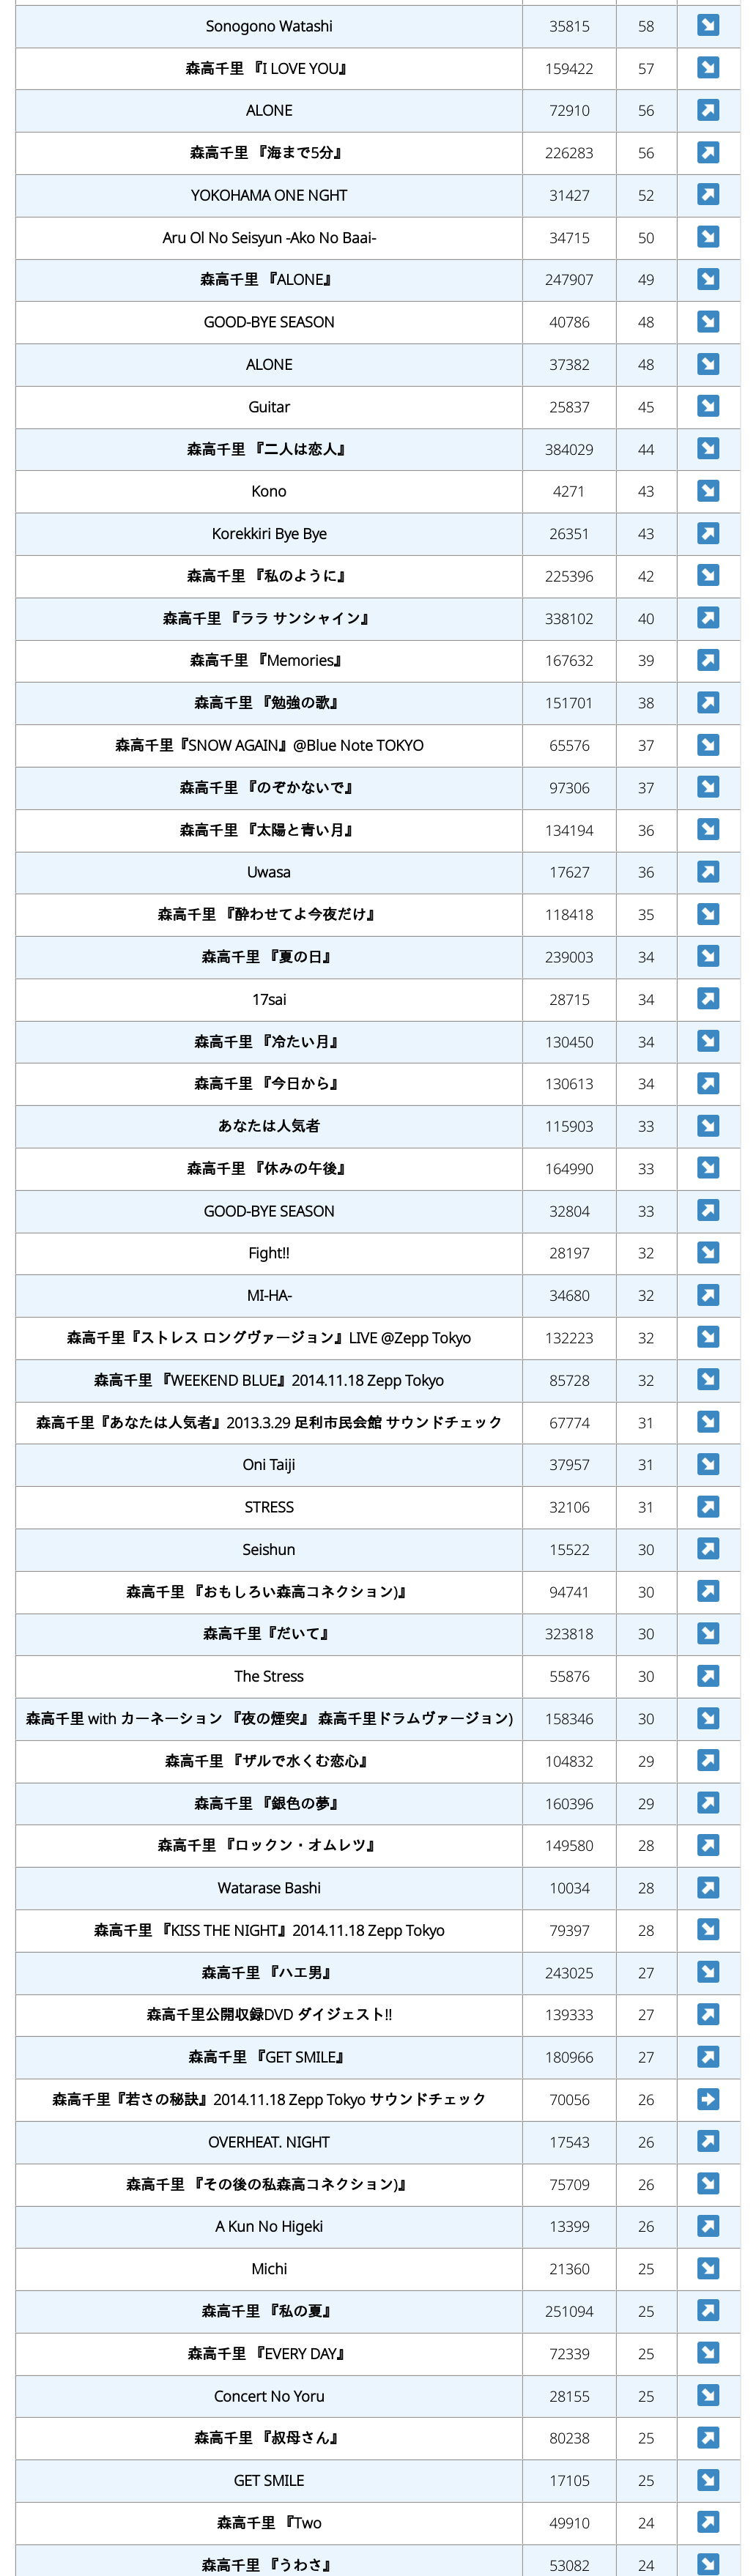 Sonogono Watashi 35815 58
森高千里 『I LOVE YOU』 159422 57
ALONE 72910 56
森高千里 『海まで5分』 226283 56
YOKOHAMA ONE NGHT 31427 52
Aru Ol No Seisyun -Ako No Baai- 34715 50
森高千里 『ALONE』 247907 49
GOOD-BYE SEASON 40786 48
ALONE 37382 48
Guitar 25837 45
森高千里 『二人は恋人』 384029 44
Kono 4271 43
Korekkiri Bye Bye 26351 43
森高千里 『私のように』 225396 42
森高千里 『ララ サンシャイン』 338102 40
森高千里 『Memories』 167632 39
森高千里 『勉強の歌』 151701 38
森高千里『SNOW AGAIN』@Blue Note TOKYO 65576 37
森高千里 『のぞかないで』 97306 37
森高千里 『太陽と青い月』 134194 36
Uwasa 17627 36
森高千里 『酔わせてよ今夜だけ』 118418 35
森高千里 『夏の日』 239003 34
17sai 28715 34
森高千里 『冷たい月』 130450 34
森高千里 『今日から』 130613 34
あなたは人気者 115903 33
森高千里 『休みの午後』 164990 33
GOOD-BYE SEASON 32804 33
Fight!! 28197 32
MI-HA- 34680 32
森高千里『ストレス ロングヴァージョン』LIVE @Zepp Tokyo 132223 32
森高千里 『WEEKEND BLUE』2014.11.18 Zepp Tokyo 85728 32
森高千里『あなたは人気者』2013.3.29 足利市民会館 サウンドチェック 67774 31
Oni Taiji 37957 31
STRESS 32106 31
Seishun 15522 30
森高千里 『おもしろい森高コネクション)』 94741 30
森高千里『だいて』 323818 30
The Stress 55876 30
森高千里 with カーネーション 『夜の煙突』 森高千里ドラムヴァージョン) 158346 30
森高千里 『ザルで水くむ恋心』 104832 29
森高千里 『銀色の夢』 160396 29
森高千里 『ロックン・オムレツ』 149580 28
Watarase Bashi 10034 28
森高千里 『KISS THE NIGHT』2014.11.18 Zepp Tokyo 79397 28
森高千里 『ハエ男』 243025 27
森高千里公開収録DVD ダイジェスト!! 139333 27
森高千里 『GET SMILE』 180966 27
森高千里『若さの秘訣』2014.11.18 Zepp Tokyo サウンドチェック 70056 26
OVERHEAT. NIGHT 17543 26
森高千里 『その後の私森高コネクション)』 75709 26
A Kun No Higeki 13399 26
Michi 21360 25
森高千里 『私の夏』 251094 25
森高千里 『EVERY DAY』 72339 25
Concert No Yoru 28155 25
森高千里 『叔母さん』 80238 25
GET SMILE 17105 25
森高千里 『Two 49910 24
森高千里 『うわさ』 53082 24